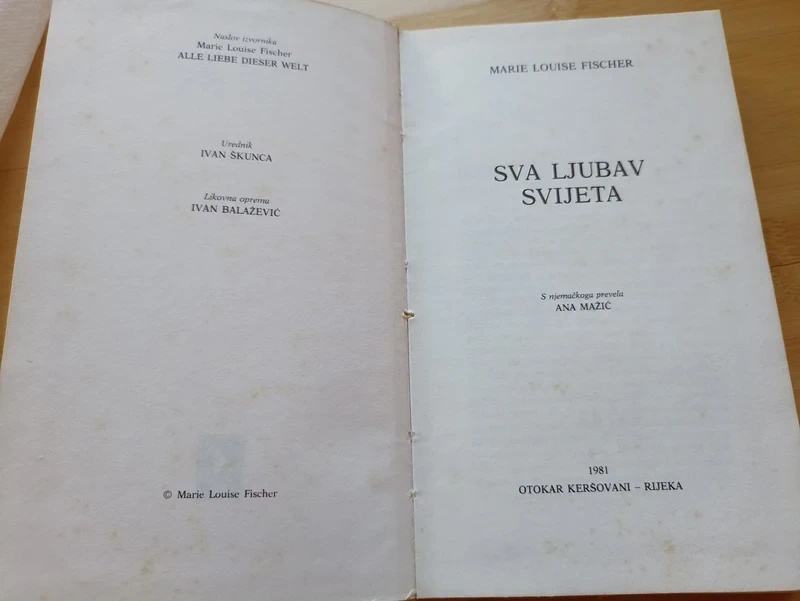 Naslov izvornika
Marie Louise Fischer
ALLE LIEBE DIESER WELT
Urednik
IVAN ŠKUNCA
Likovna oprema
IVAN BALAŽEVIĆ
© Marie Louise Fischer
MARIE LOUISE FISCHER
SVA LJUBAV
SVIJETA
S njemačkoga prevela
ANA MAŽIĆ
1981
OTOKAR KERŠOVANI – RIJEKA